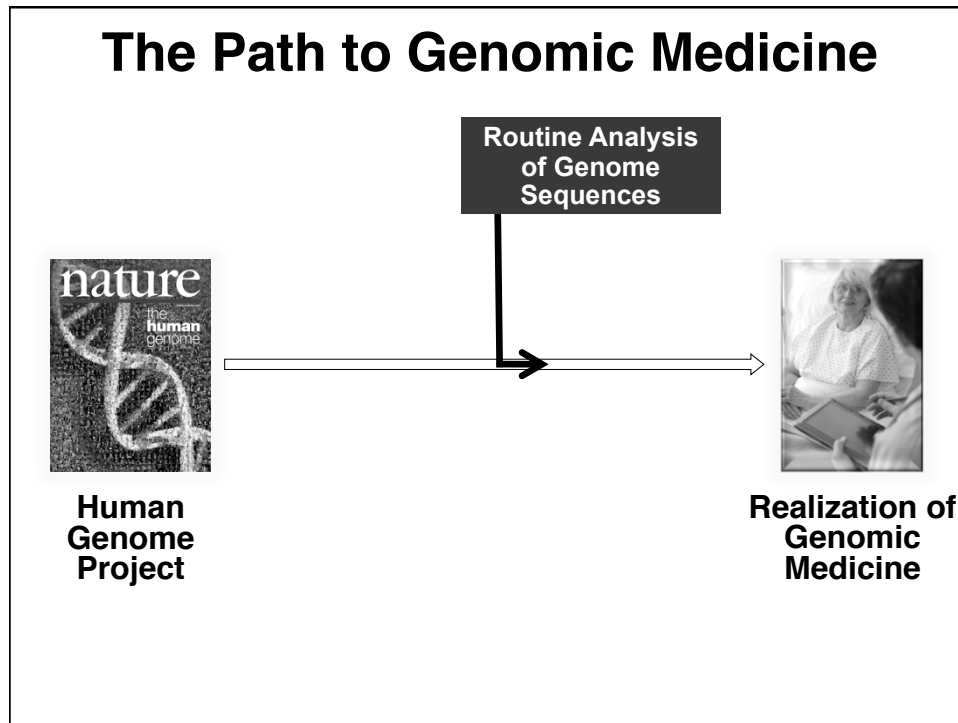 The Path to Genomic Medicine
Routine Analysis
of Genome
Sequences
nature
the
human
genome
Human
Genome
Project
Realization of
Genomic
Medicine